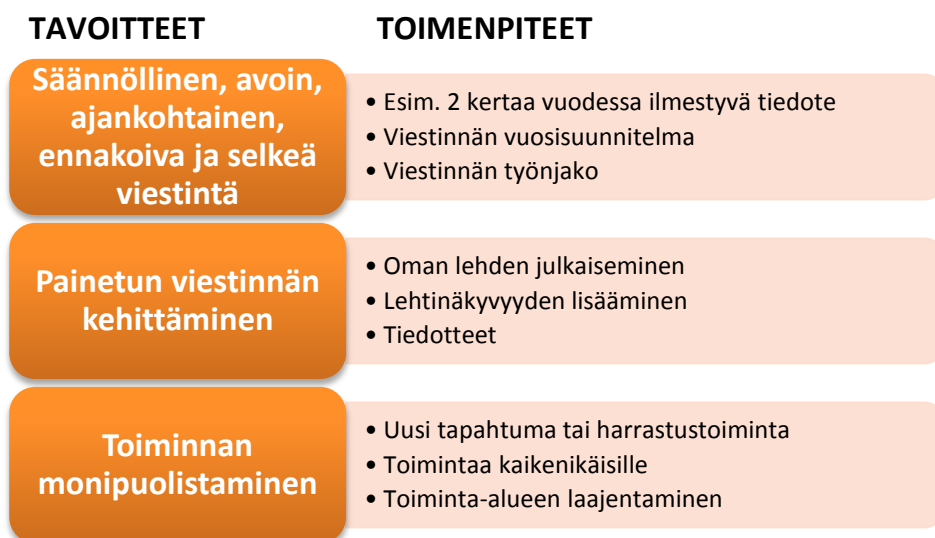 TAVOITTEET
TOIMENPITEET
Säännöllinen, avoin,
ajankohtainen,
ennakoiva ja selkeä
viestintä
• Esim. 2 kertaa vuodessa ilmestyvä tiedote
• Viestinnän vuosisuunnitelma
• Viestinnän työnjako
Painetun viestinnän
kehittäminen
• Oman lehden julkaiseminen
• Lehtinäkyvyyden lisääminen
• Tiedotteet
Toiminnan
monipuolistaminen
• Uusi tapahtuma tai harrastustoiminta
• Toimintaa kaikenikäisille
• Toiminta-alueen laajentaminen